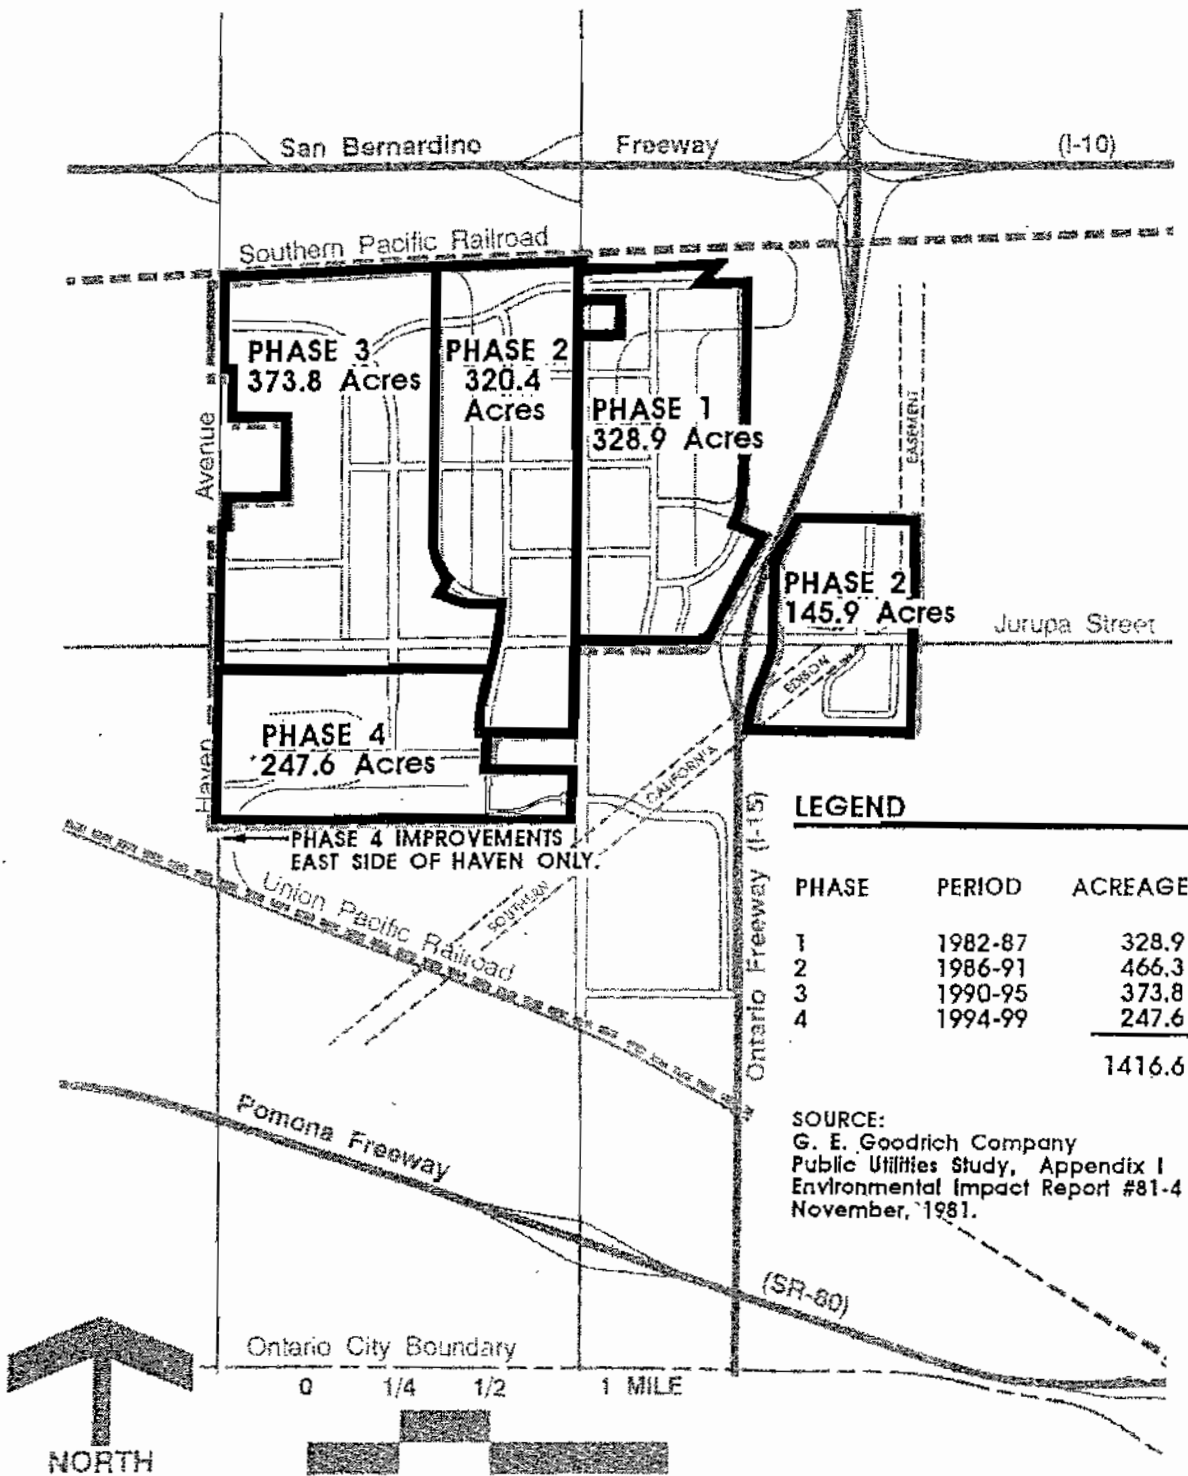 San Bernardino Freeway (I-10)
Southern Pacific Railroad
PHASE 3
373.8 Acres
PHASE 2
320.4
Acres
PHASE 1
328.9 Acres
EASEMENT
Haven Avenue
PHASE 2
145.9 Acres
Jurupa Street
PHASE 4
247.6 Acres
SOUTHERN CALIFORNIA EDISON
PHASE 4 IMPROVEMENTS
EAST SIDE OF HAVEN ONLY.
Union Pacific Railroad
Ontario Freeway (I-15)
LEGEND
PHASE PERIOD ACREAGE
1 1982-87 328.9
2 1986-91 466.3
3 1990-95 373.8
4 1994-99 247.6
1416.6
SOURCE:
G. E. Goodrich Company
Public Utilities Study, Appendix I
Environmental Impact Report #81-4
November, 1981.
Pomona Freeway (SR-80)
Ontario City Boundary
0 1/4 1/2 1 MILE
NORTH